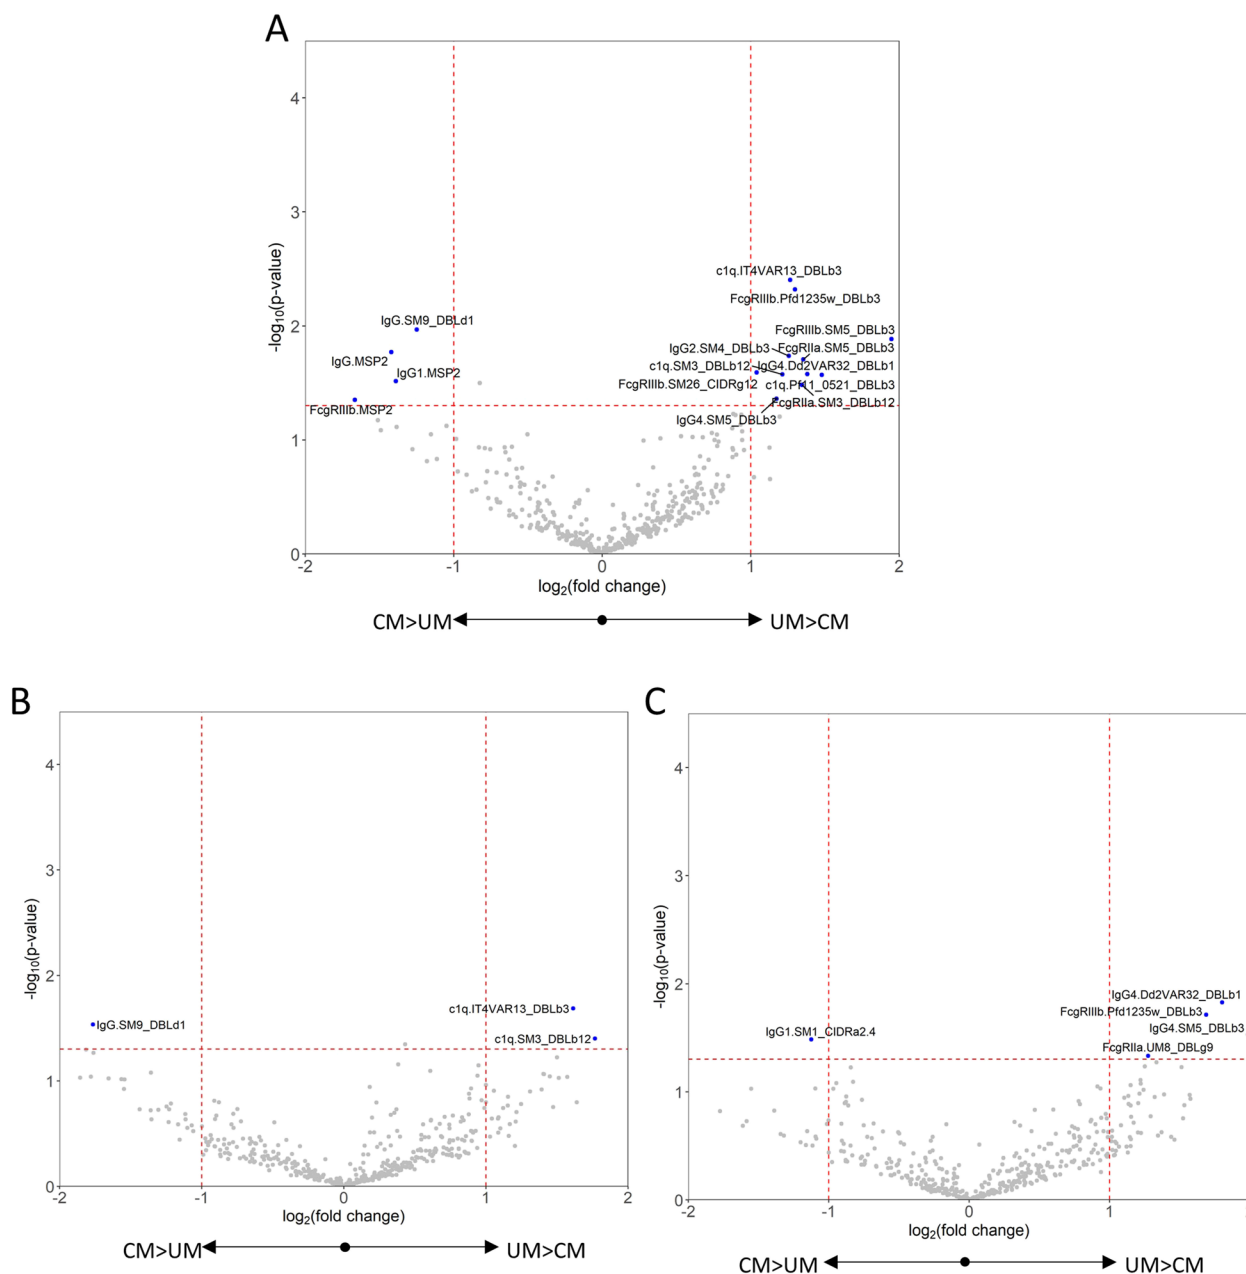 A
4
3
2
1
0
-log10(p-value)
c1q.IT4VAR13_DBLb3
FcgRIIIb.Pfd1235w_DBLb3
IgG.SM9_DBLd1
FcgRIIIb.SM5_DBLb3
IgG2.SM4_DBLb3
FcgRIIa.SM5_DBLb3
IgG.MSP2
c1q.SM3_DBLb12
IgG4.Dd2VAR32_DBLb1
IgG1.MSP2
FcgRIIIb.SM26_CIDRg12
c1q.Pf11_0521_DBLb3
FcgRIIIb.MSP2
FcgRIIa.SM3_DBLb12
IgG4.SM5_DBLb3
-2
-1
0
1
2
log2(fold change)
CM>UM
UM>CM
B
4
3
2
1
0
-log10(p-value)
c1q.IT4VAR13_DBLb3
IgG.SM9_DBLd1
c1q.SM3_DBLb12
-2
-1
0
1
2
log2(fold change)
CM>UM
UM>CM
C
4
3
2
1
0
-log10(p-value)
IgG4.Dd2VAR32_DBLb1
FcgRIIIb.Pfd1235w_DBLb3
IgG4.SM5_DBLb3
IgG1.SM1_CIDRa2.4
FcgRIIa.UM8_DBLg9
-2
-1
0
1
log2(fold change)
CM>UM
UM>CM